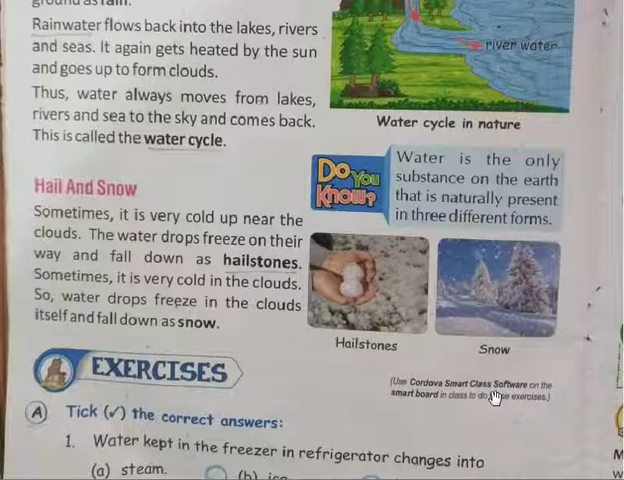 ground as rain.
Rainwater flows back into the lakes, rivers
and seas. It again gets heated by the sun
and goes up to form clouds.
Thus, water always moves from lakes,
rivers and sea to the sky and comes back.
This is called the water cycle.
river water
Water cycle in nature
Do You
Know?
Water is the only
substance on the earth
that is naturally present
in three different forms.
Hail And Snow
Sometimes, it is very cold up near the
clouds. The water drops freeze on their
way and fall down as hailstones.
Sometimes, it is very cold in the clouds.
So, water drops freeze in the clouds
itself and fall down as snow.
Hailstones
Snow
EXERCISES
(Use Cordova Smart Class Software on the
smart board in class to do exercises.)
A Tick (✓) the correct answers:
1. Water kept in the freezer in refrigerator changes into
(a) steam.
(b) ice